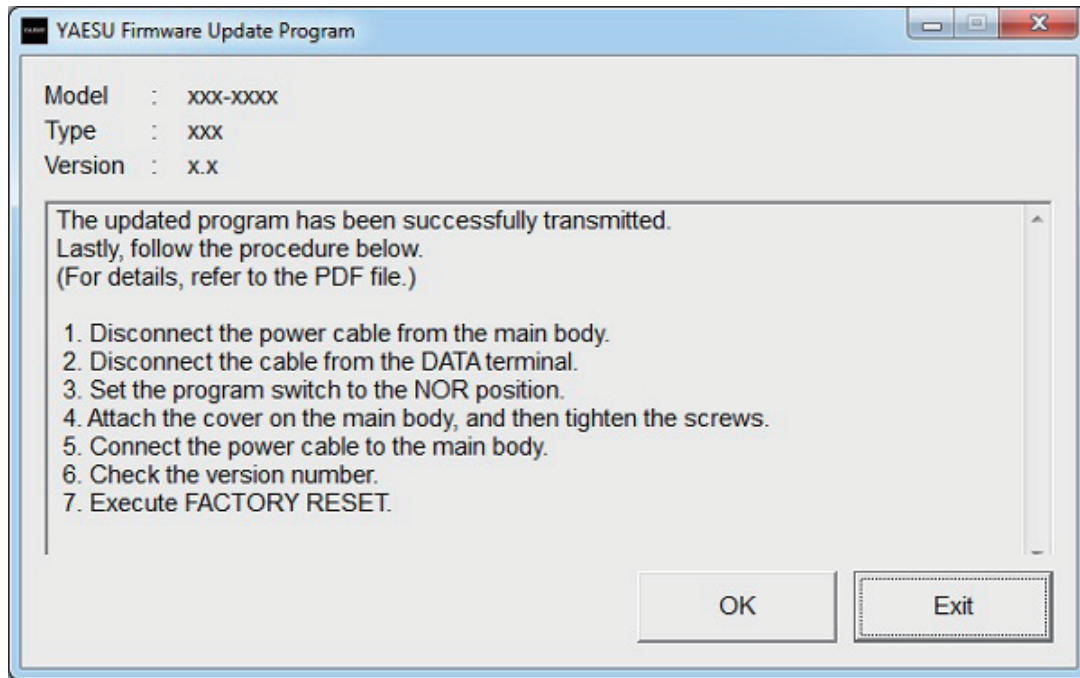 YAESU Firmware Update Program
Model : xxx-xxxx
Type : xxx
Version : x.x
The updated program has been successfully transmitted.
Lastly, follow the procedure below.
(For details, refer to the PDF file.)
1. Disconnect the power cable from the main body.
2. Disconnect the cable from the DATA terminal.
3. Set the program switch to the NOR position.
4. Attach the cover on the main body, and then tighten the screws.
5. Connect the power cable to the main body.
6. Check the version number.
7. Execute FACTORY RESET.
OK Exit